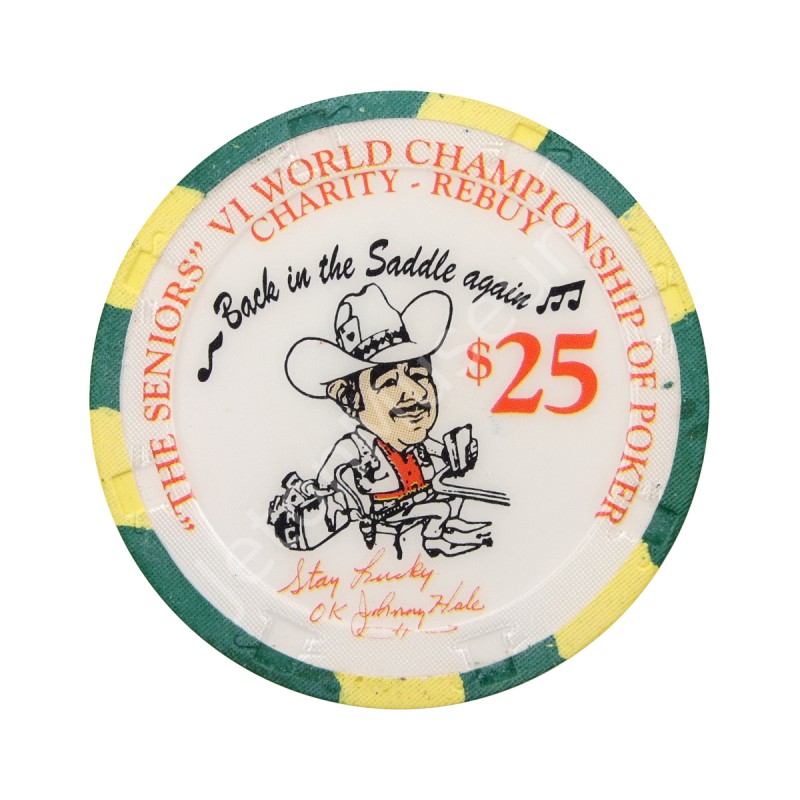 "THE SENIORS" VI WORLD CHAMPIONSHIP OF POKER
CHARITY - REBUY
Back in the Saddle again
$25
Stay Lucky
OK Johnny Hale